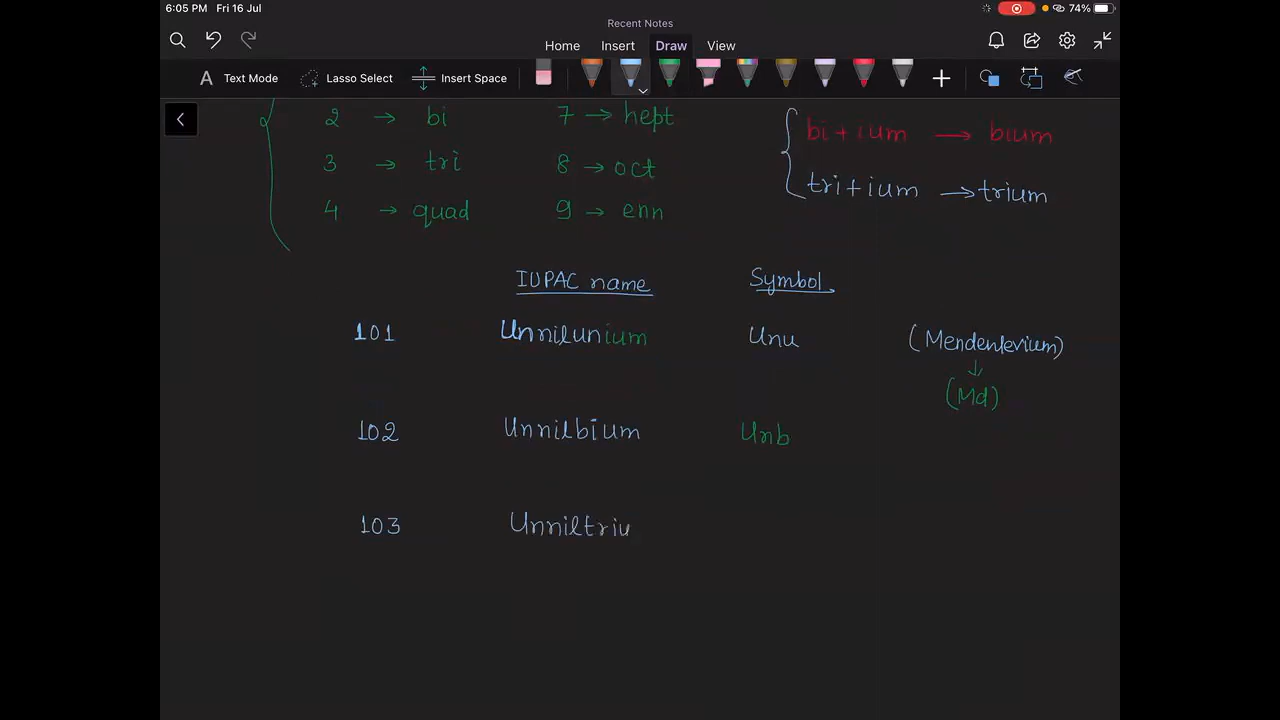 6:05 PM Fri 16 Jul
74%
Recent Notes
Home Insert Draw View
Text Mode Lasso Select Insert Space
2 → bi 7 → hept
3 → tri 8 → oct
4 → quad 9 → enn
bi + ium → bium
tri + ium → trium
IUPAC name Symbol
101 Unnilunium Unu (Mendenlevium)
↓
(Md)
102 Unnilbium Unb
103 Unniltriu